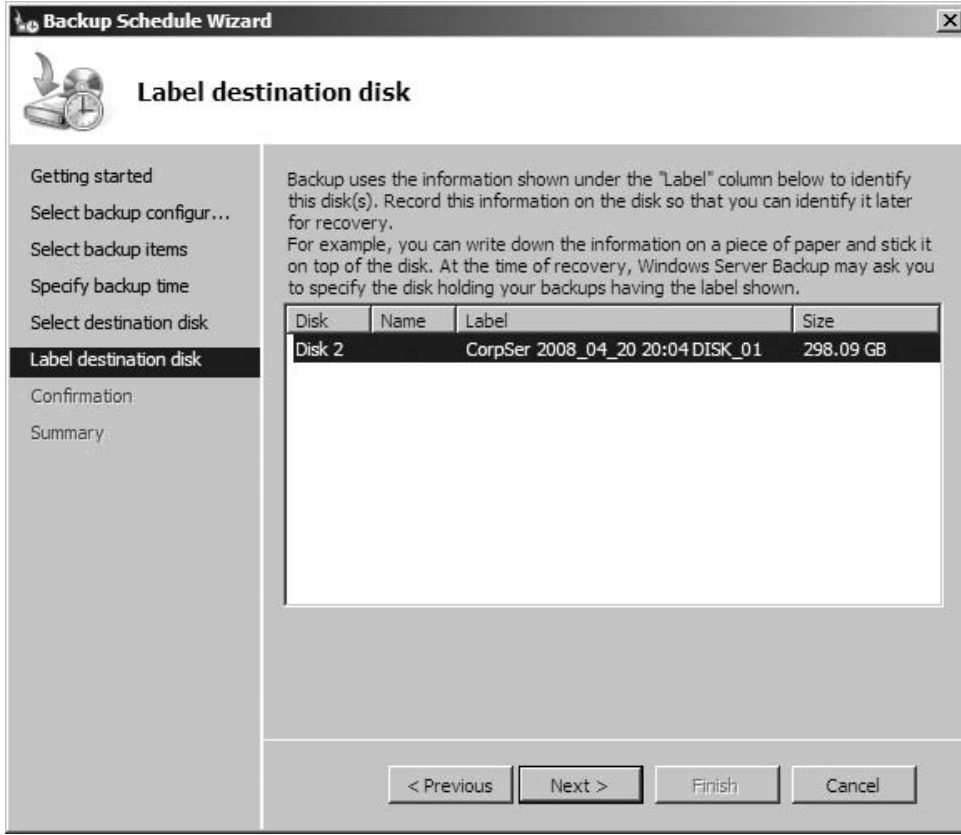 Backup Schedule Wizard
Label destination disk
Getting started
Select backup configur...
Select backup items
Specify backup time
Select destination disk
Label destination disk
Confirmation
Summary
Backup uses the information shown under the "Label" column below to identify
this disk(s). Record this information on the disk so that you can identify it later
for recovery.
For example, you can write down the information on a piece of paper and stick it
on top of the disk. At the time of recovery, Windows Server Backup may ask you
to specify the disk holding your backups having the label shown.
Disk Name Label Size
Disk 2 CorpSer 2008_04_20 20:04 DISK_01 298.09 GB
< Previous Next > Finish Cancel